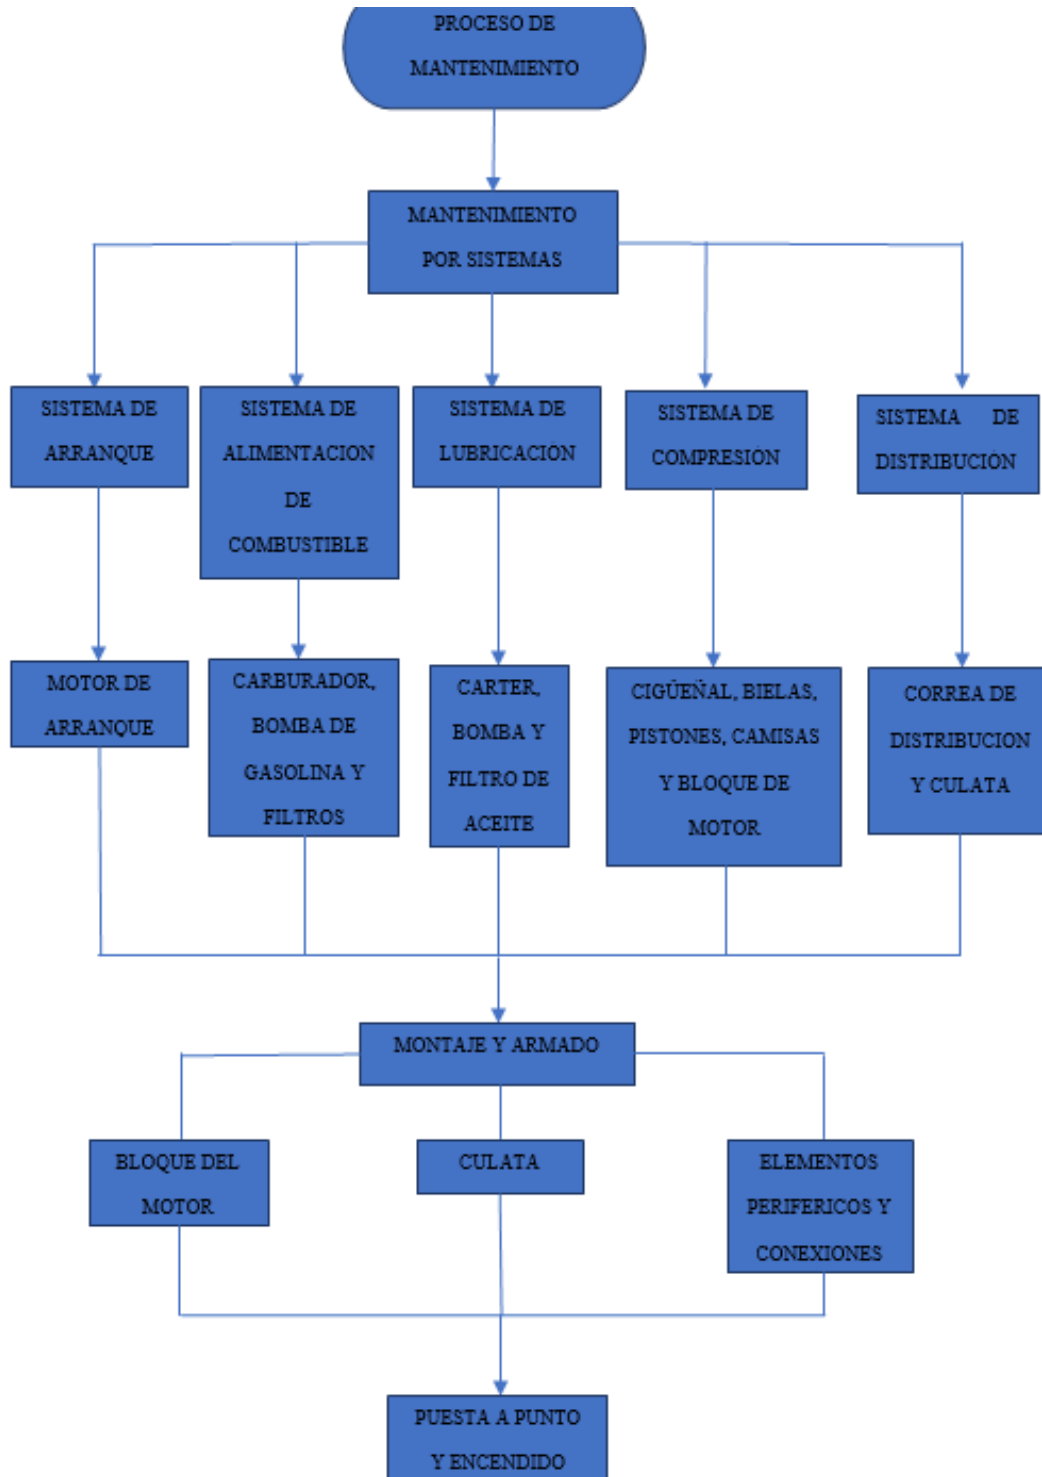 PROCESO DE
MANTENIMIENTO
MANTENIMIENTO
POR SISTEMAS
SISTEMA DE
ARRANQUE
SISTEMA DE
ALIMENTACION
DE
COMBUSTIBLE
SISTEMA DE
LUBRICACIÓN
SISTEMA DE
COMPRESIÓN
SISTEMA DE
DISTRIBUCIÓN
MOTOR DE
ARRANQUE
CARBURADOR,
BOMBA DE
GASOLINA Y
FILTROS
CARTER,
BOMBA Y
FILTRO DE
ACEITE
CIGÜEÑAL, BIELAS,
PISTONES, CAMISAS
Y BLOQUE DE
MOTOR
CORREA DE
DISTRIBUCION
Y CULATA
MONTAJE Y ARMADO
BLOQUE DEL
MOTOR
CULATA
ELEMENTOS
PERIFERICOS Y
CONEXIONES
PUESTA A PUNTO
Y ENCENDIDO